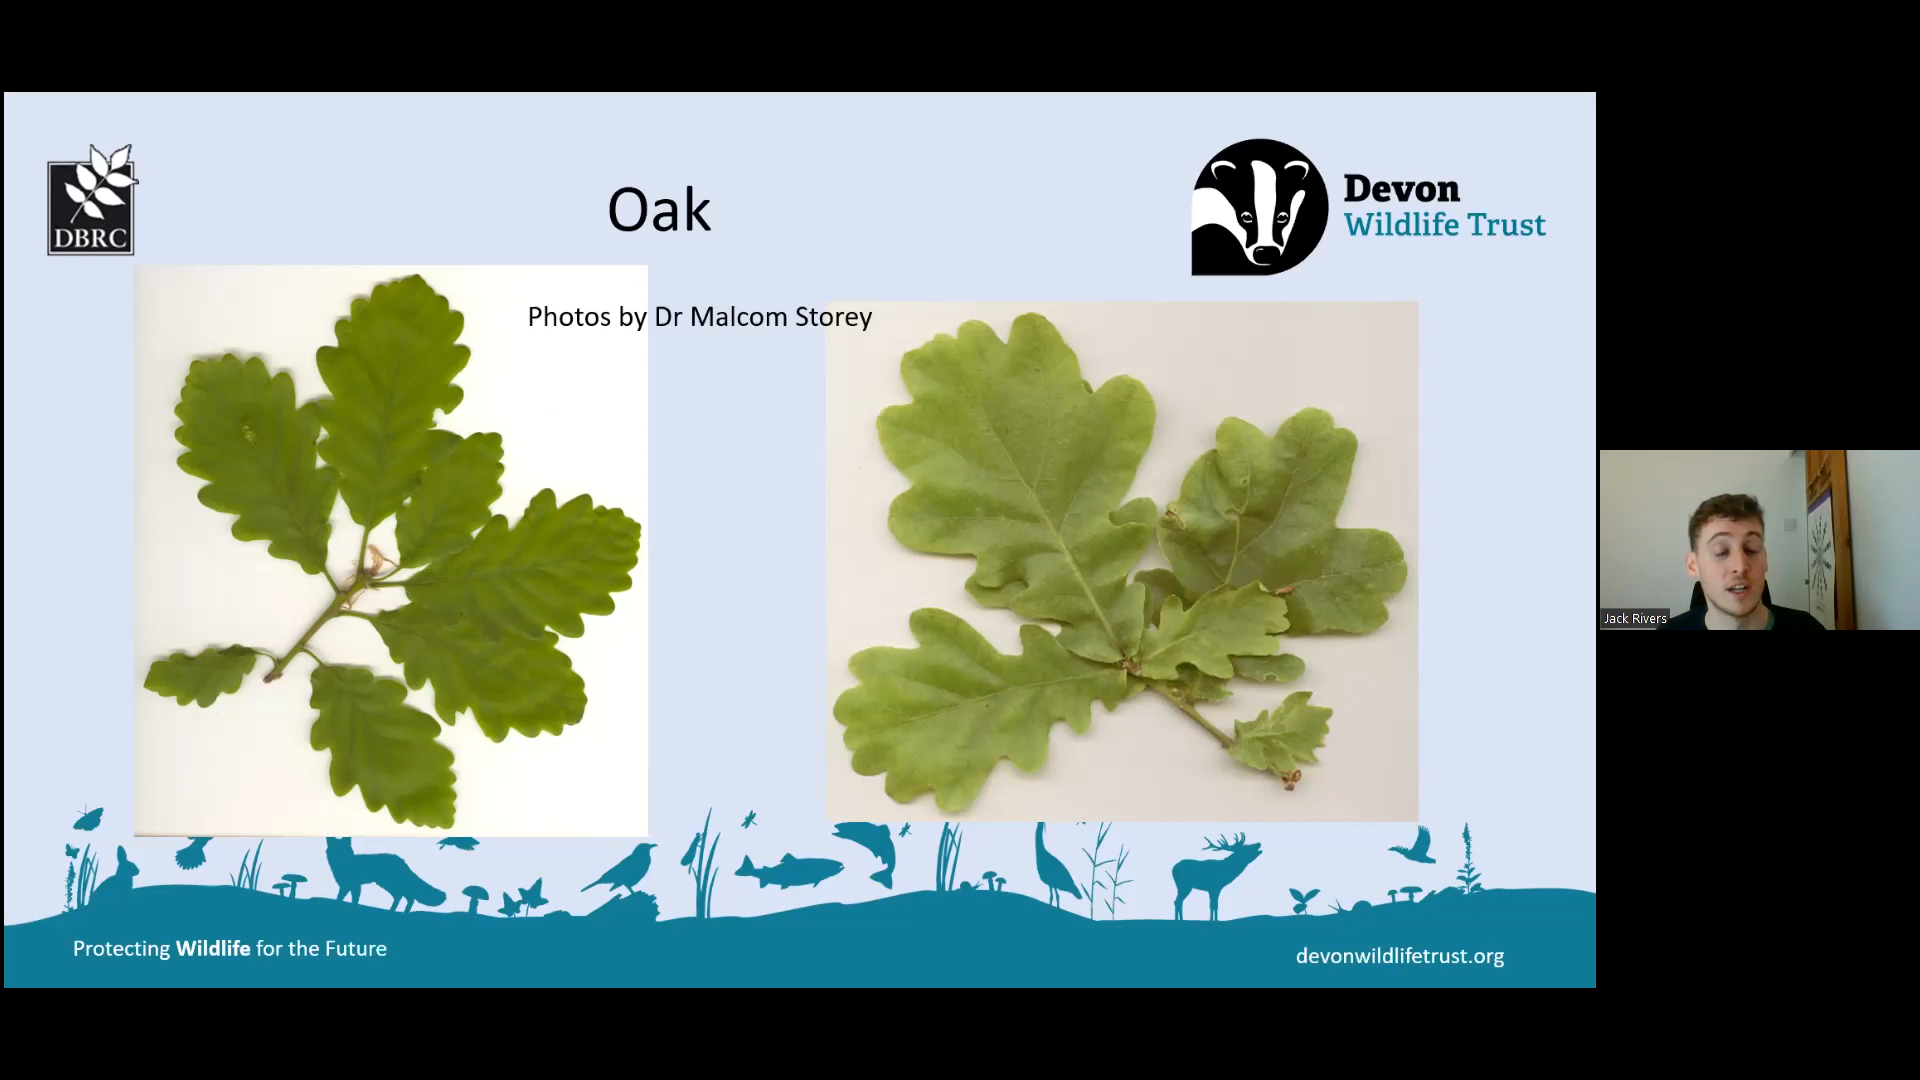 DBRC
Oak
Devon
Wildlife Trust
Photos by Dr Malcom Storey
Jack Rivers
Protecting Wildlife for the Future
devonwildlifetrust.org